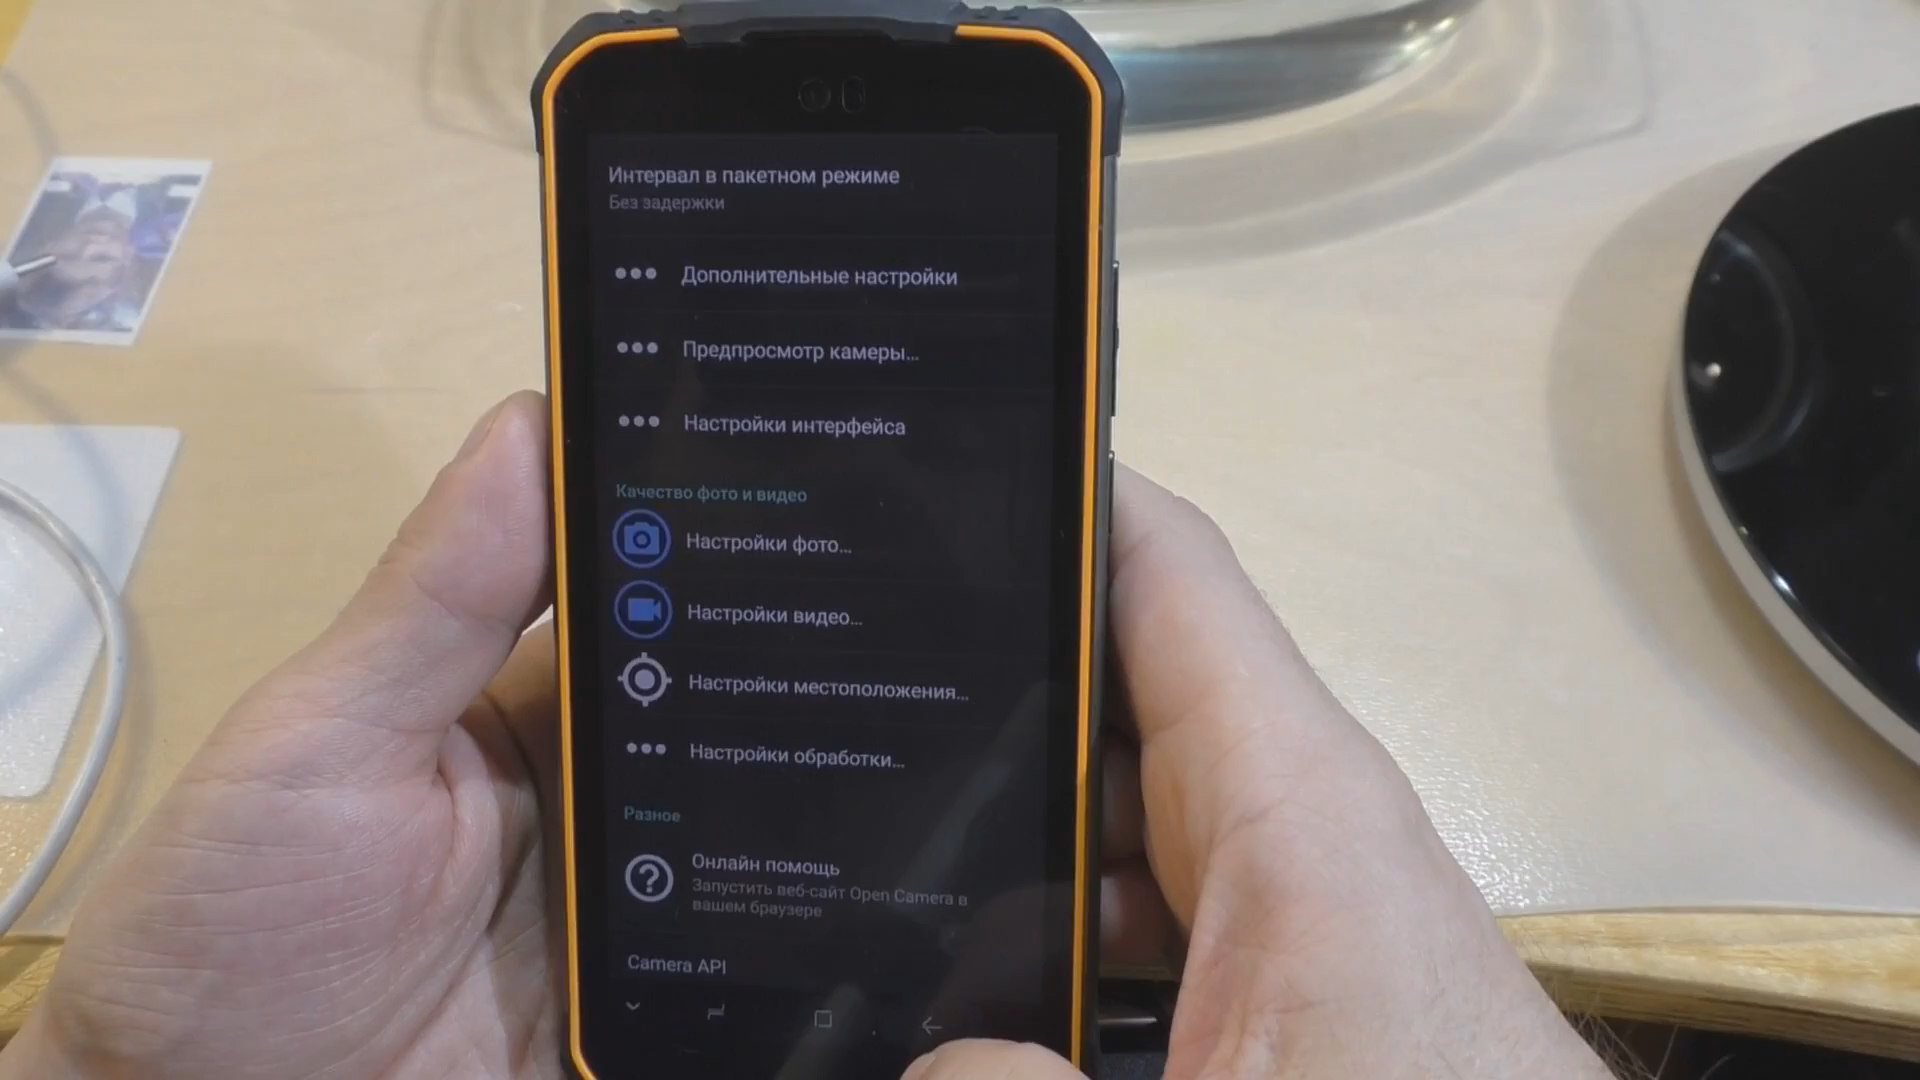 Интервал в пакетном режиме
Без задержки
Дополнительные настройки
Предпросмотр камеры...
Настройки интерфейса
Качество фото и видео
Настройки фото...
Настройки видео...
Настройки местоположения...
Настройки обработки...
Разное
Онлайн помощь
Запустить веб-сайт Open Camera в
вашем браузере
Camera API